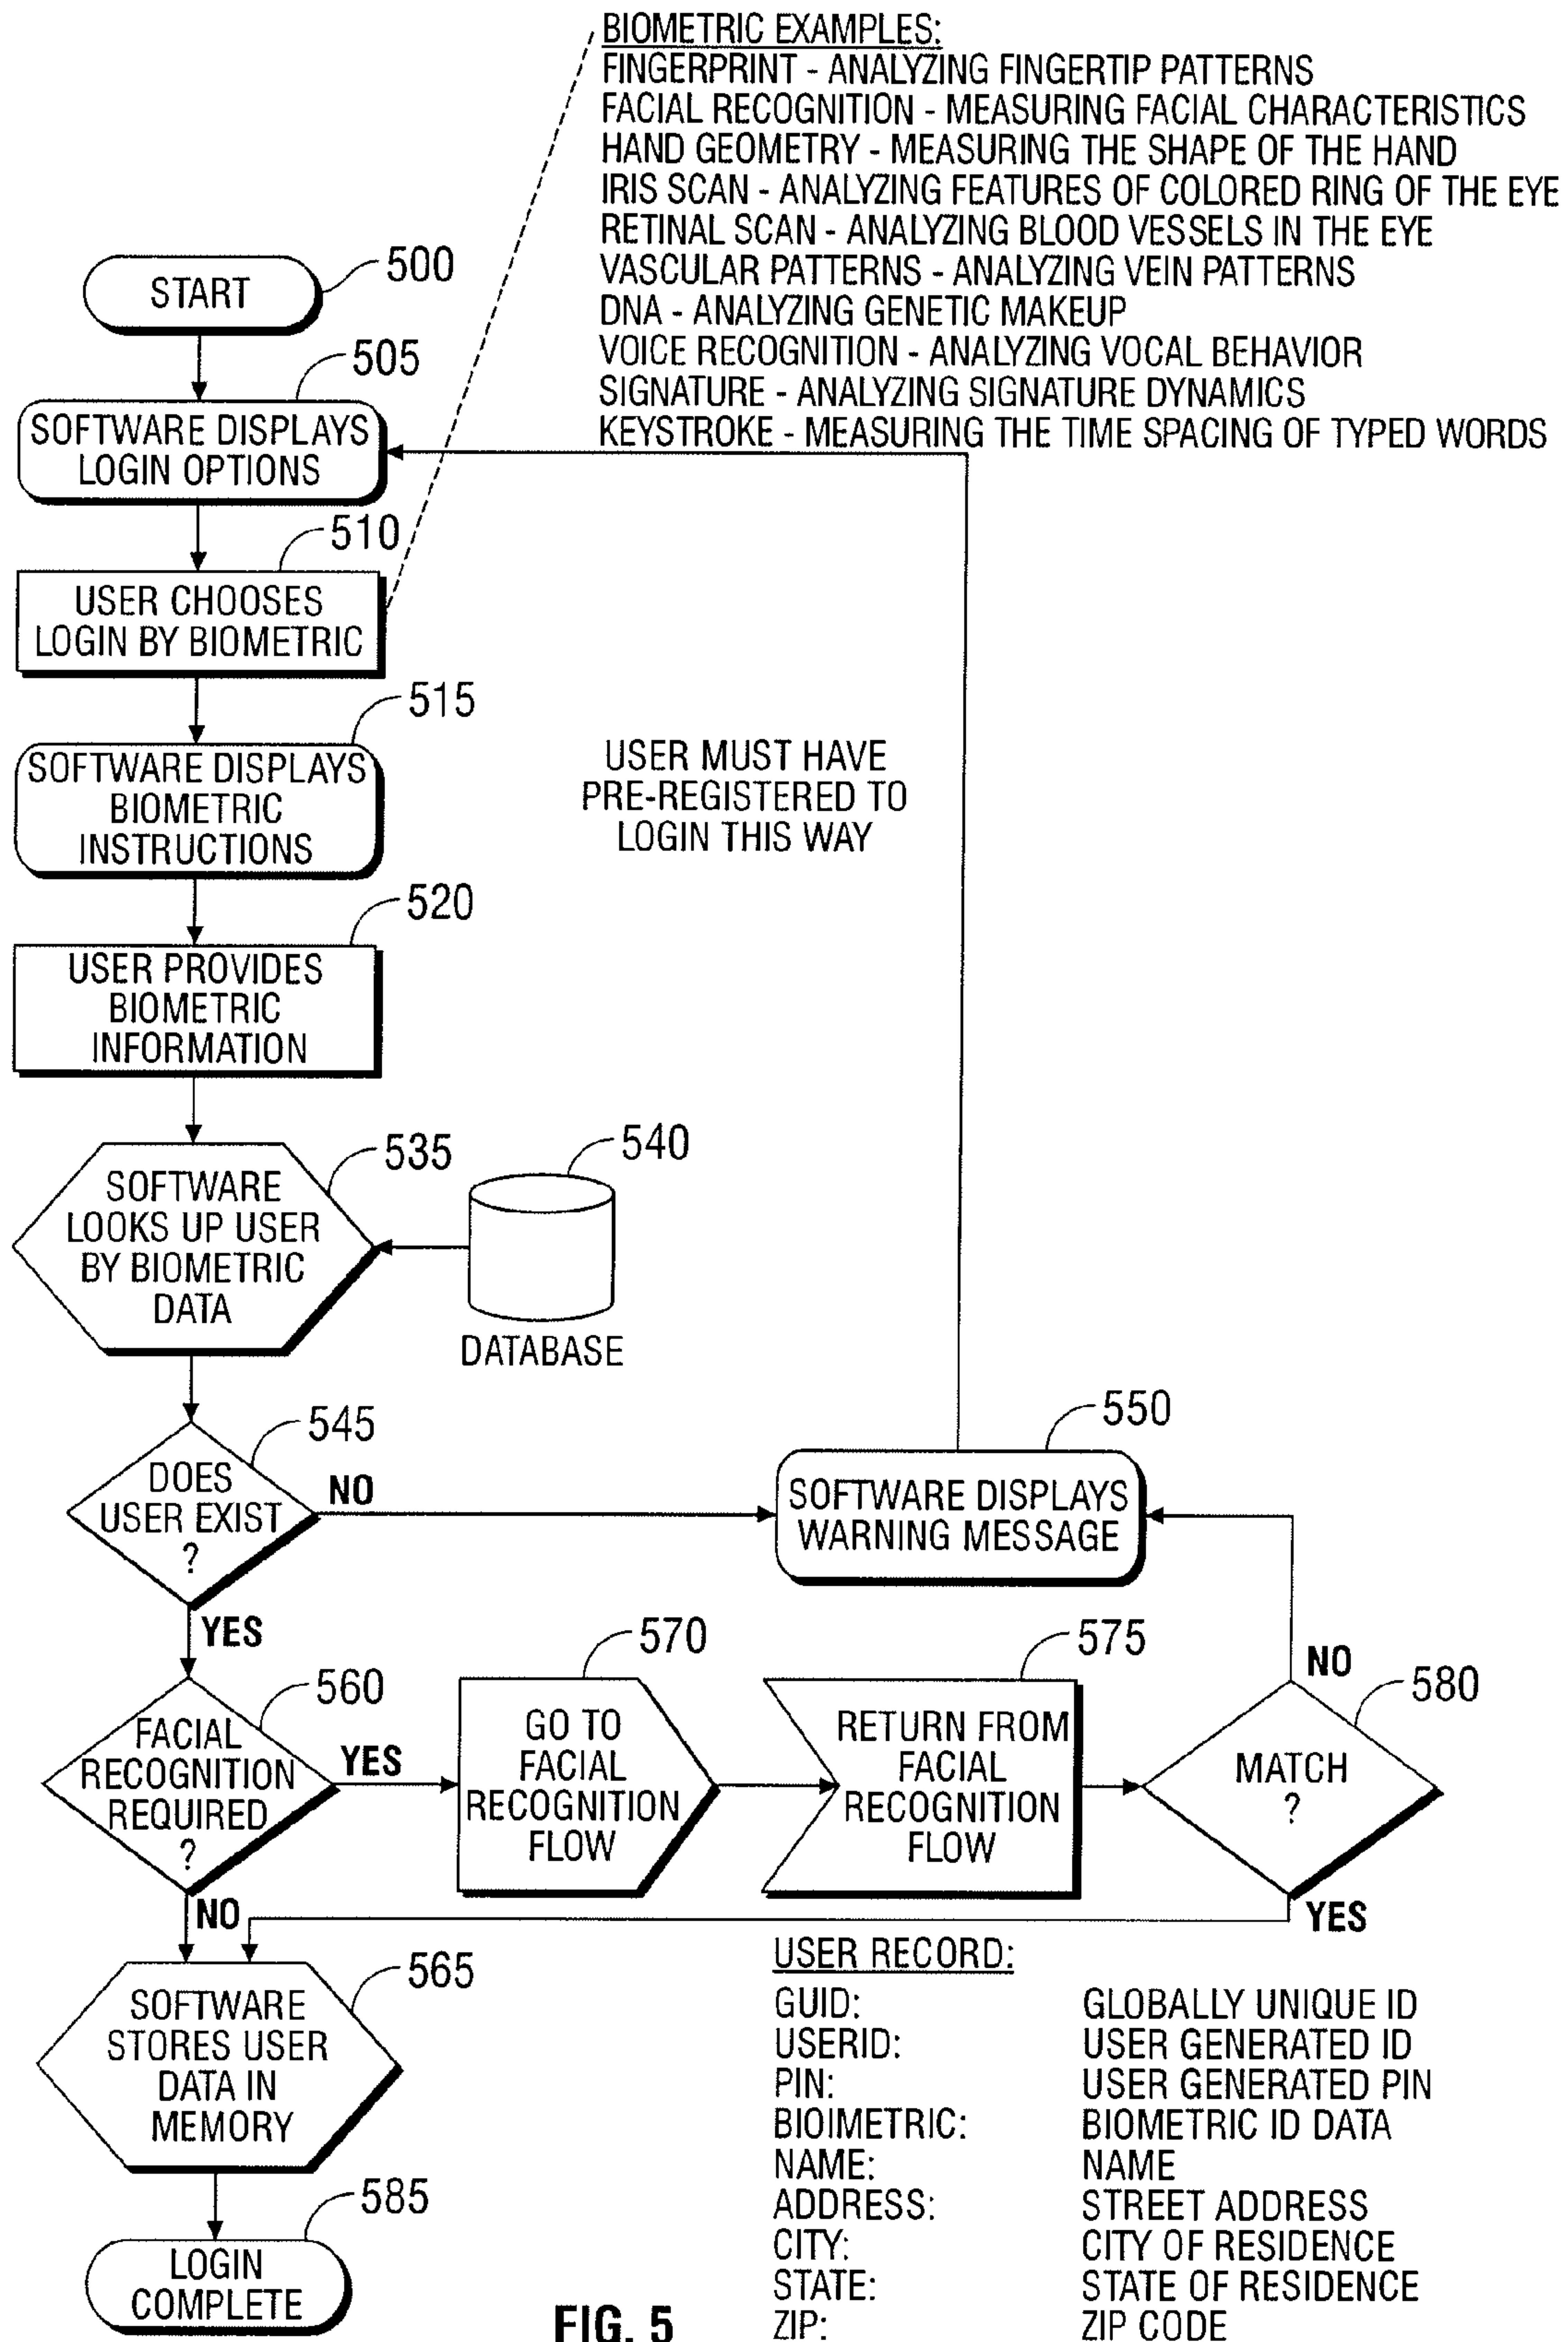 BIOMETRIC EXAMPLES:
FINGERPRINT - ANALYZING FINGERTIP PATTERNS
FACIAL RECOGNITION - MEASURING FACIAL CHARACTERISTICS
HAND GEOMETRY - MEASURING THE SHAPE OF THE HAND
IRIS SCAN - ANALYZING FEATURES OF COLORED RING OF THE EYE
RETINAL SCAN - ANALYZING BLOOD VESSELS IN THE EYE
VASCULAR PATTERNS - ANALYZING VEIN PATTERNS
DNA - ANALYZING GENETIC MAKEUP
VOICE RECOGNITION - ANALYZING VOCAL BEHAVIOR
SIGNATURE - ANALYZING SIGNATURE DYNAMICS
KEYSTROKE - MEASURING THE TIME SPACING OF TYPED WORDS
500
START
505
SOFTWARE DISPLAYS
LOGIN OPTIONS
510
USER CHOOSES
LOGIN BY BIOMETRIC
515
SOFTWARE DISPLAYS
BIOMETRIC
INSTRUCTIONS
USER MUST HAVE
PRE-REGISTERED TO
LOGIN THIS WAY
520
USER PROVIDES
BIOMETRIC
INFORMATION
535
SOFTWARE
LOOKS UP USER
BY BIOMETRIC
DATA
540
DATABASE
545
DOES
USER EXIST
?
NO
YES
550
SOFTWARE DISPLAYS
WARNING MESSAGE
560
FACIAL
RECOGNITION
REQUIRED
?
YES
NO
570
GO TO
FACIAL
RECOGNITION
FLOW
575
RETURN FROM
FACIAL
RECOGNITION
FLOW
580
MATCH
?
NO
YES
565
SOFTWARE
STORES USER
DATA IN
MEMORY
585
LOGIN
COMPLETE
USER RECORD:
GUID: GLOBALLY UNIQUE ID
USERID: USER GENERATED ID
PIN: USER GENERATED PIN
BIOIMETRIC: BIOMETRIC ID DATA
NAME: NAME
ADDRESS: STREET ADDRESS
CITY: CITY OF RESIDENCE
STATE: STATE OF RESIDENCE
ZIP: ZIP CODE
FIG. 5